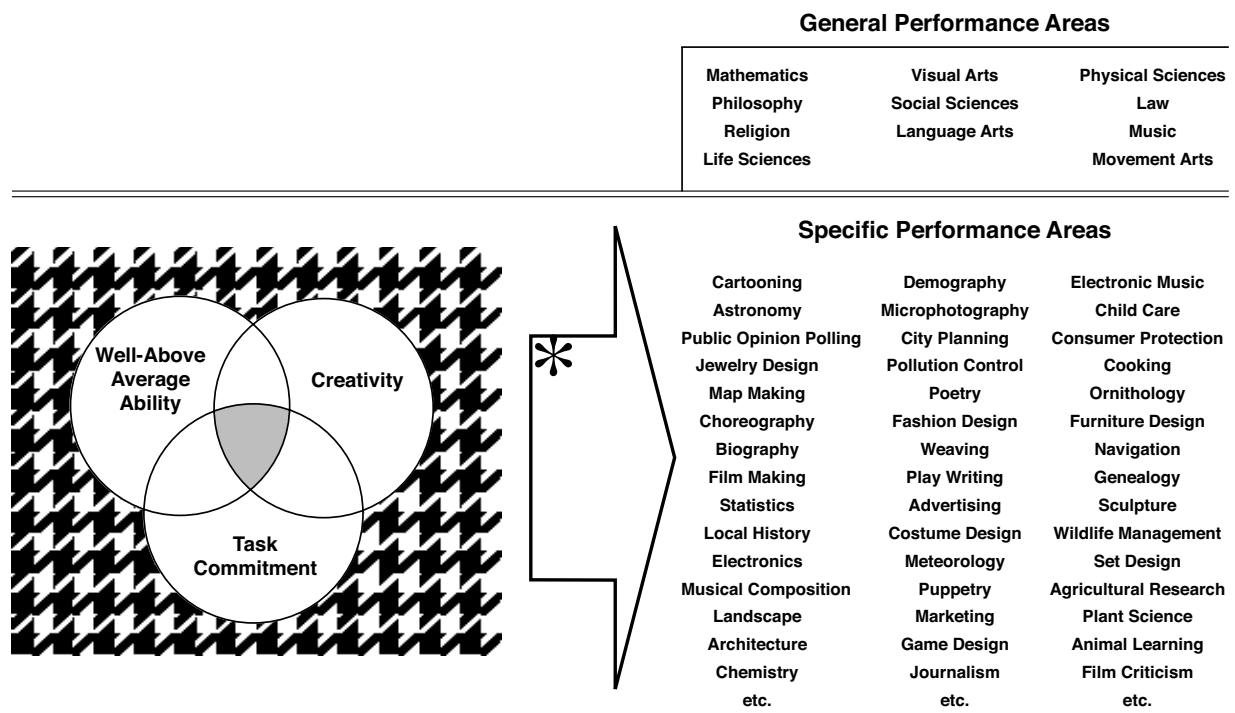 General Performance Areas
Mathematics Visual Arts Physical Sciences
Philosophy Social Sciences Law
Religion Language Arts Music
Life Sciences Movement Arts
Specific Performance Areas
Cartooning Demography Electronic Music
Astronomy Microphotography Child Care
Public Opinion Polling City Planning Consumer Protection
Jewelry Design Pollution Control Cooking
Map Making Poetry Ornithology
Choreography Fashion Design Furniture Design
Biography Weaving Navigation
Film Making Play Writing Genealogy
Statistics Advertising Sculpture
Local History Costume Design Wildlife Management
Electronics Meteorology Set Design
Musical Composition Puppetry Agricultural Research
Landscape Marketing Plant Science
Architecture Game Design Animal Learning
Chemistry Journalism Film Criticism
etc. etc. etc.
Well-Above
Average
Ability
Creativity
Task
Commitment
*